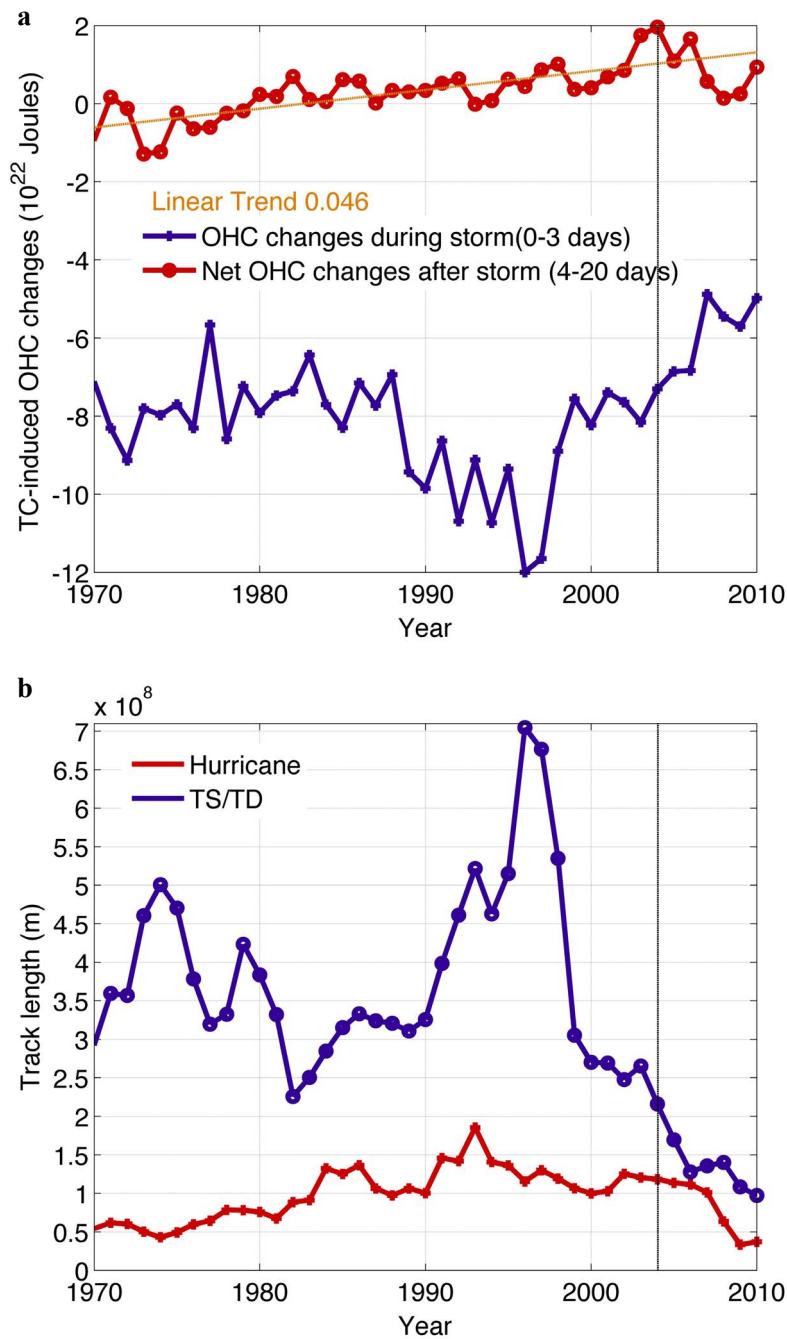 a
TC-induced OHC changes (10²² Joules)
2
0
-2
-4
-6
-8
-10
-12
Linear Trend 0.046
OHC changes during storm(0-3 days)
Net OHC changes after storm (4-20 days)
1970 1980 1990 2000 2010
Year
b
x 10⁸
Track length (m)
7
6.5
6
5.5
5
4.5
4
3.5
3
2.5
2
1.5
1
0.5
0
Hurricane
TS/TD
1970 1980 1990 2000 2010
Year